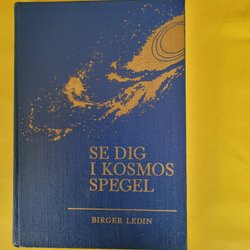 SE DIG
I KOSMOS
SPEGEL
BIRGER LEDIN